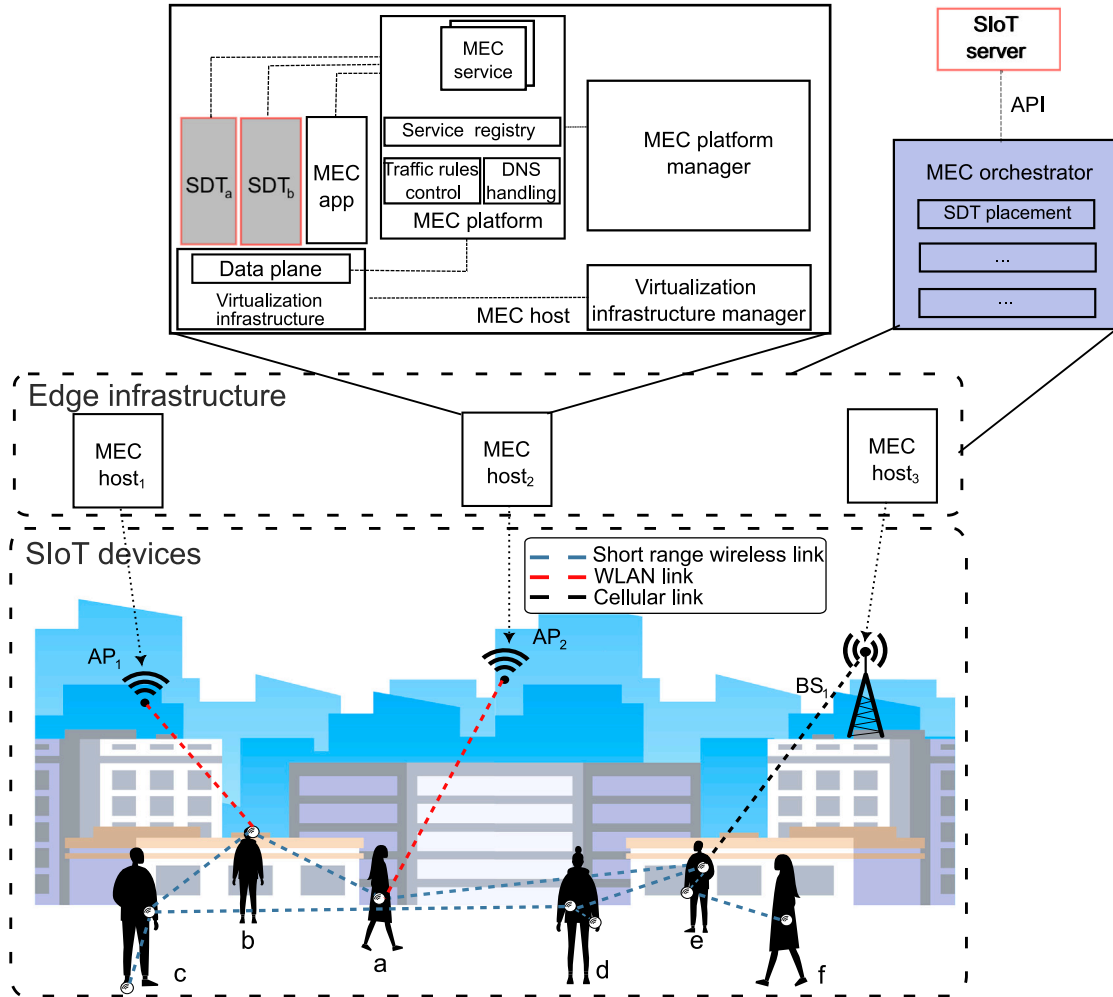 MEC
service
Service registry
Traffic rules
control
DNS
handling
MEC platform
SDTa
SDTb
MEC
app
MEC platform
manager
Data plane
Virtualization
infrastructure
MEC host
Virtualization
infrastructure manager
SIoT
server
API
MEC orchestrator
SDT placement
...
...
Edge infrastructure
MEC
host1
MEC
host2
MEC
host3
SIoT devices
Short range wireless link
WLAN link
Cellular link
AP1
AP2
BS1
a
b
c
d
e
f